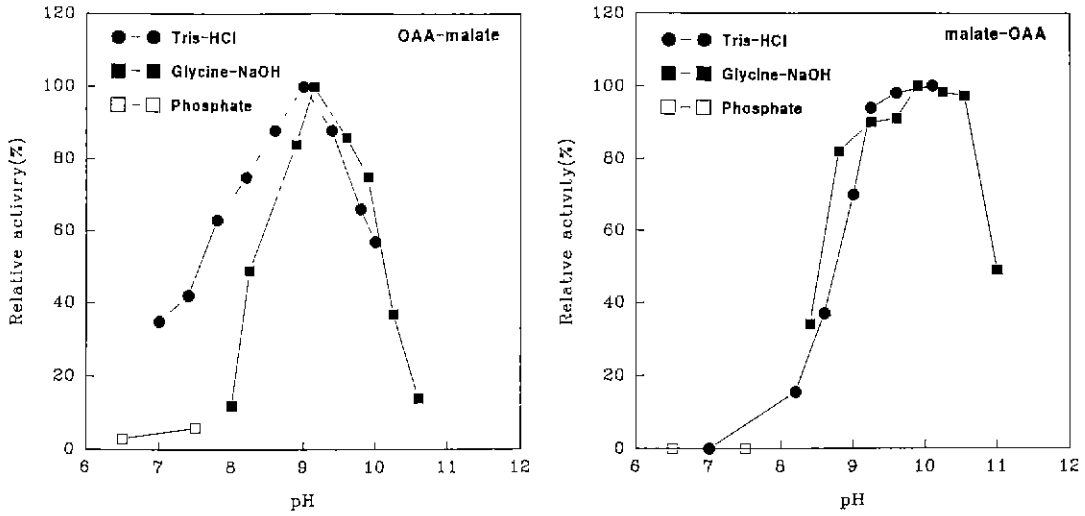 120
100
80
60
40
20
0
Relative activiry(%)
OAA-malate
● – ● Tris-HCl
■ – ■ Glycine-NaOH
□ – □ Phosphate
6 7 8 9 10 11 12
pH
120
100
80
60
40
20
0
Relative activity(%)
malate-OAA
● – ● Tris-HCl
■ – ■ Glycine-NaOH
□ – □ Phosphate
6 7 8 9 10 11 12
pH